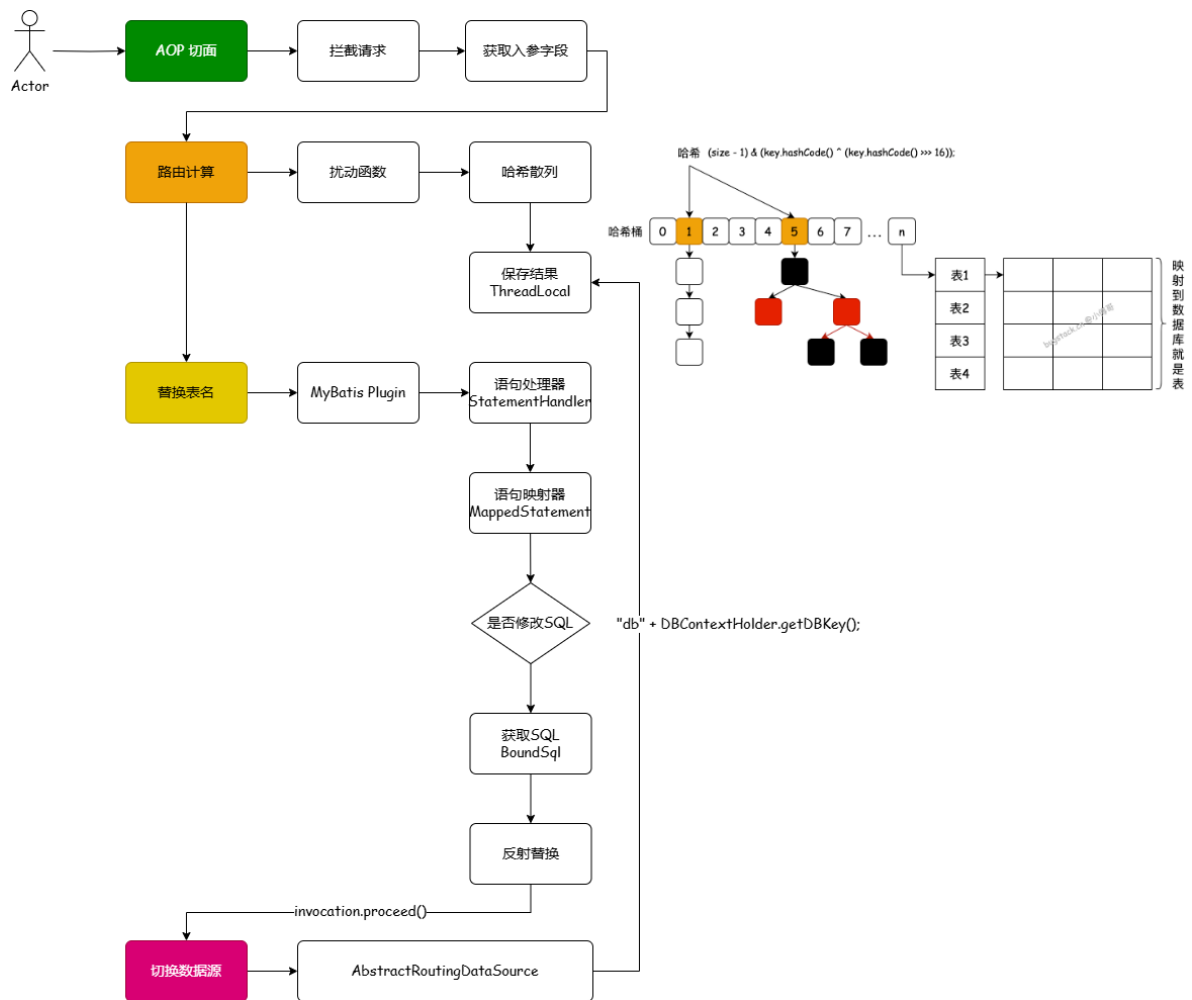 Actor
AOP 切面
拦截请求
获取入参字段
路由计算
扰动函数
哈希散列
保存结果
ThreadLocal
哈希 (size - 1) & (key.hashCode() ^ (key.hashCode() >>> 16));
哈希桶 0 1 2 3 4 5 6 7 ... n
表1
表2
表3
表4
映射到数据库就是表
替换表名
MyBatis Plugin
语句处理器
StatementHandler
语句映射器
MappedStatement
是否修改SQL
"db" + DBContextHolder.getDBKey();
获取SQL
BoundSql
反射替换
invocation.proceed()
切换数据源
AbstractRoutingDataSource